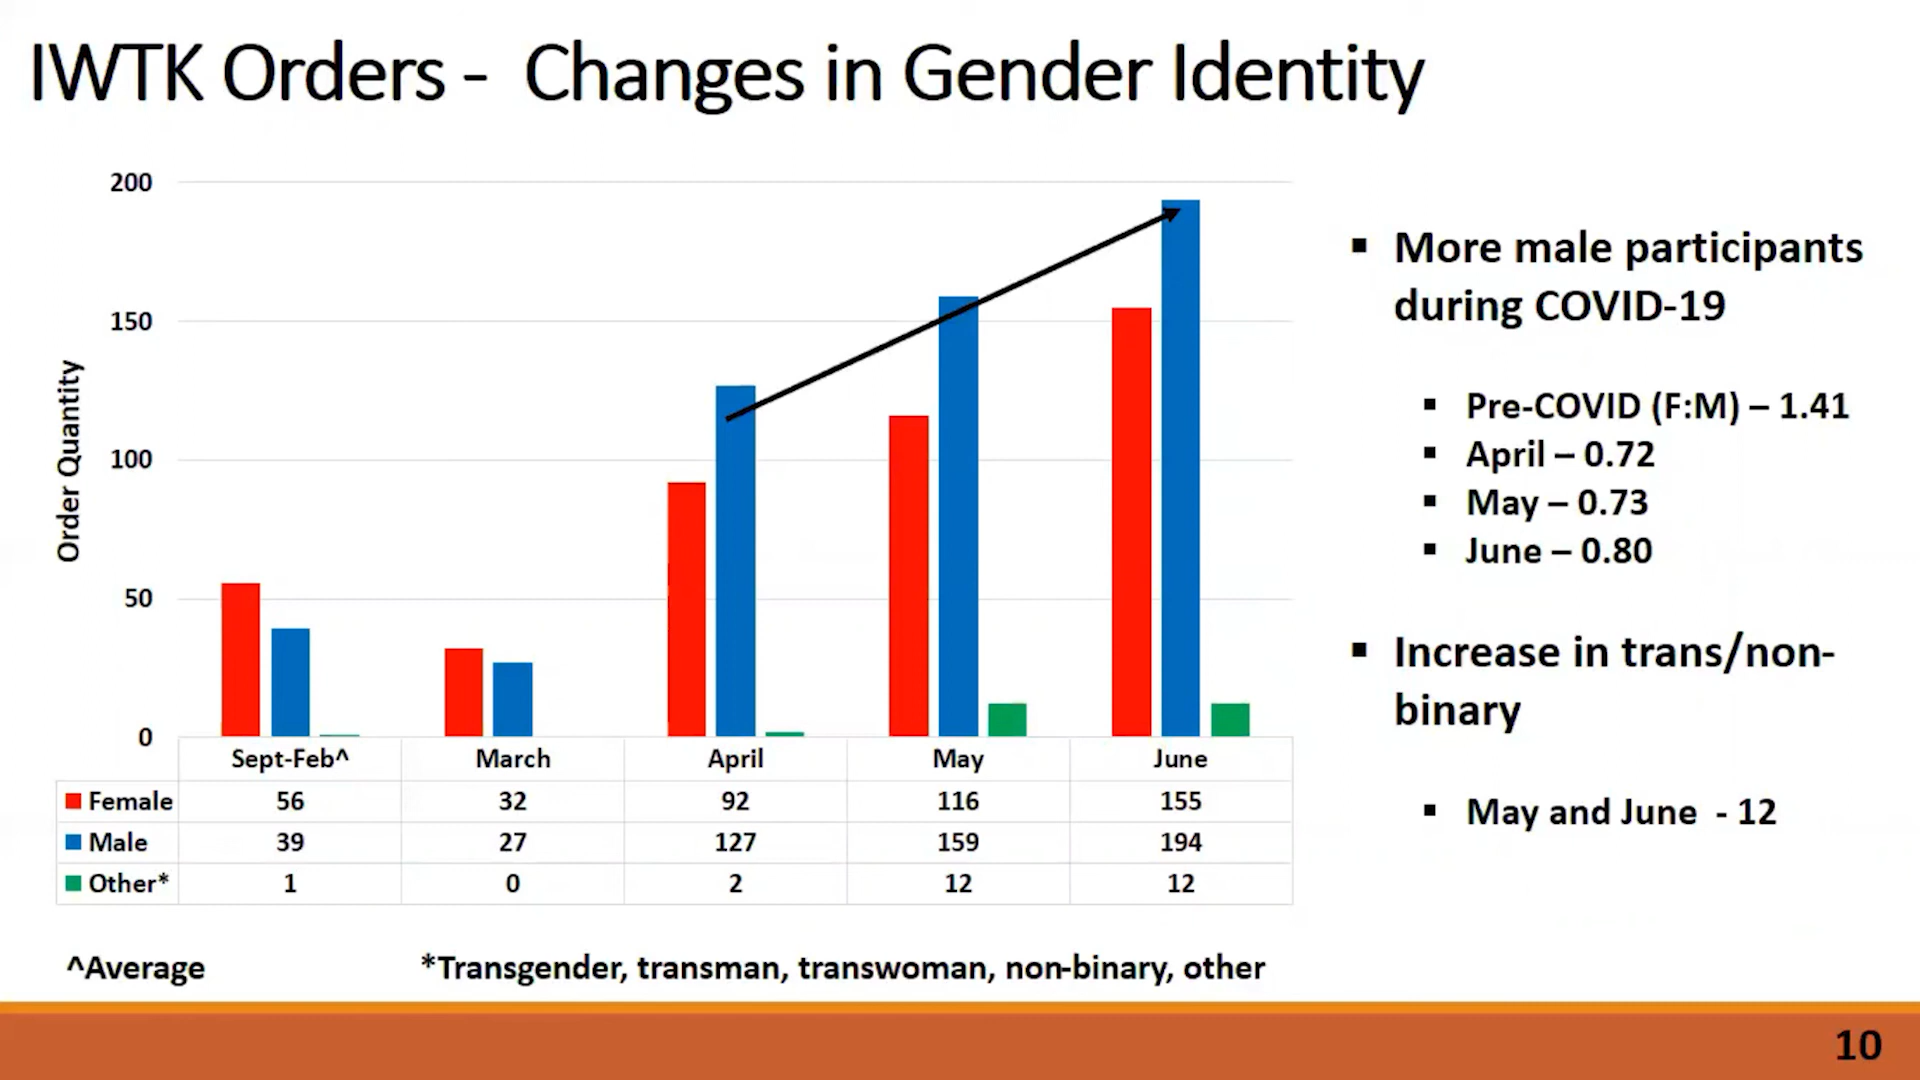 IWTK Orders -  Changes in Gender Identity
200
150
100
50
0
Order Quantity
Sept-Feb^ March April May June
Female 56 32 92 116 155
Male 39 27 127 159 194
Other* 1 0 2 12 12
^Average
*Transgender, transman, transwoman, non-binary, other
▪ More male participants
during COVID-19
▪ Pre-COVID (F:M) – 1.41
▪ April – 0.72
▪ May – 0.73
▪ June – 0.80
▪ Increase in trans/non-
binary
▪ May and June  - 12
10